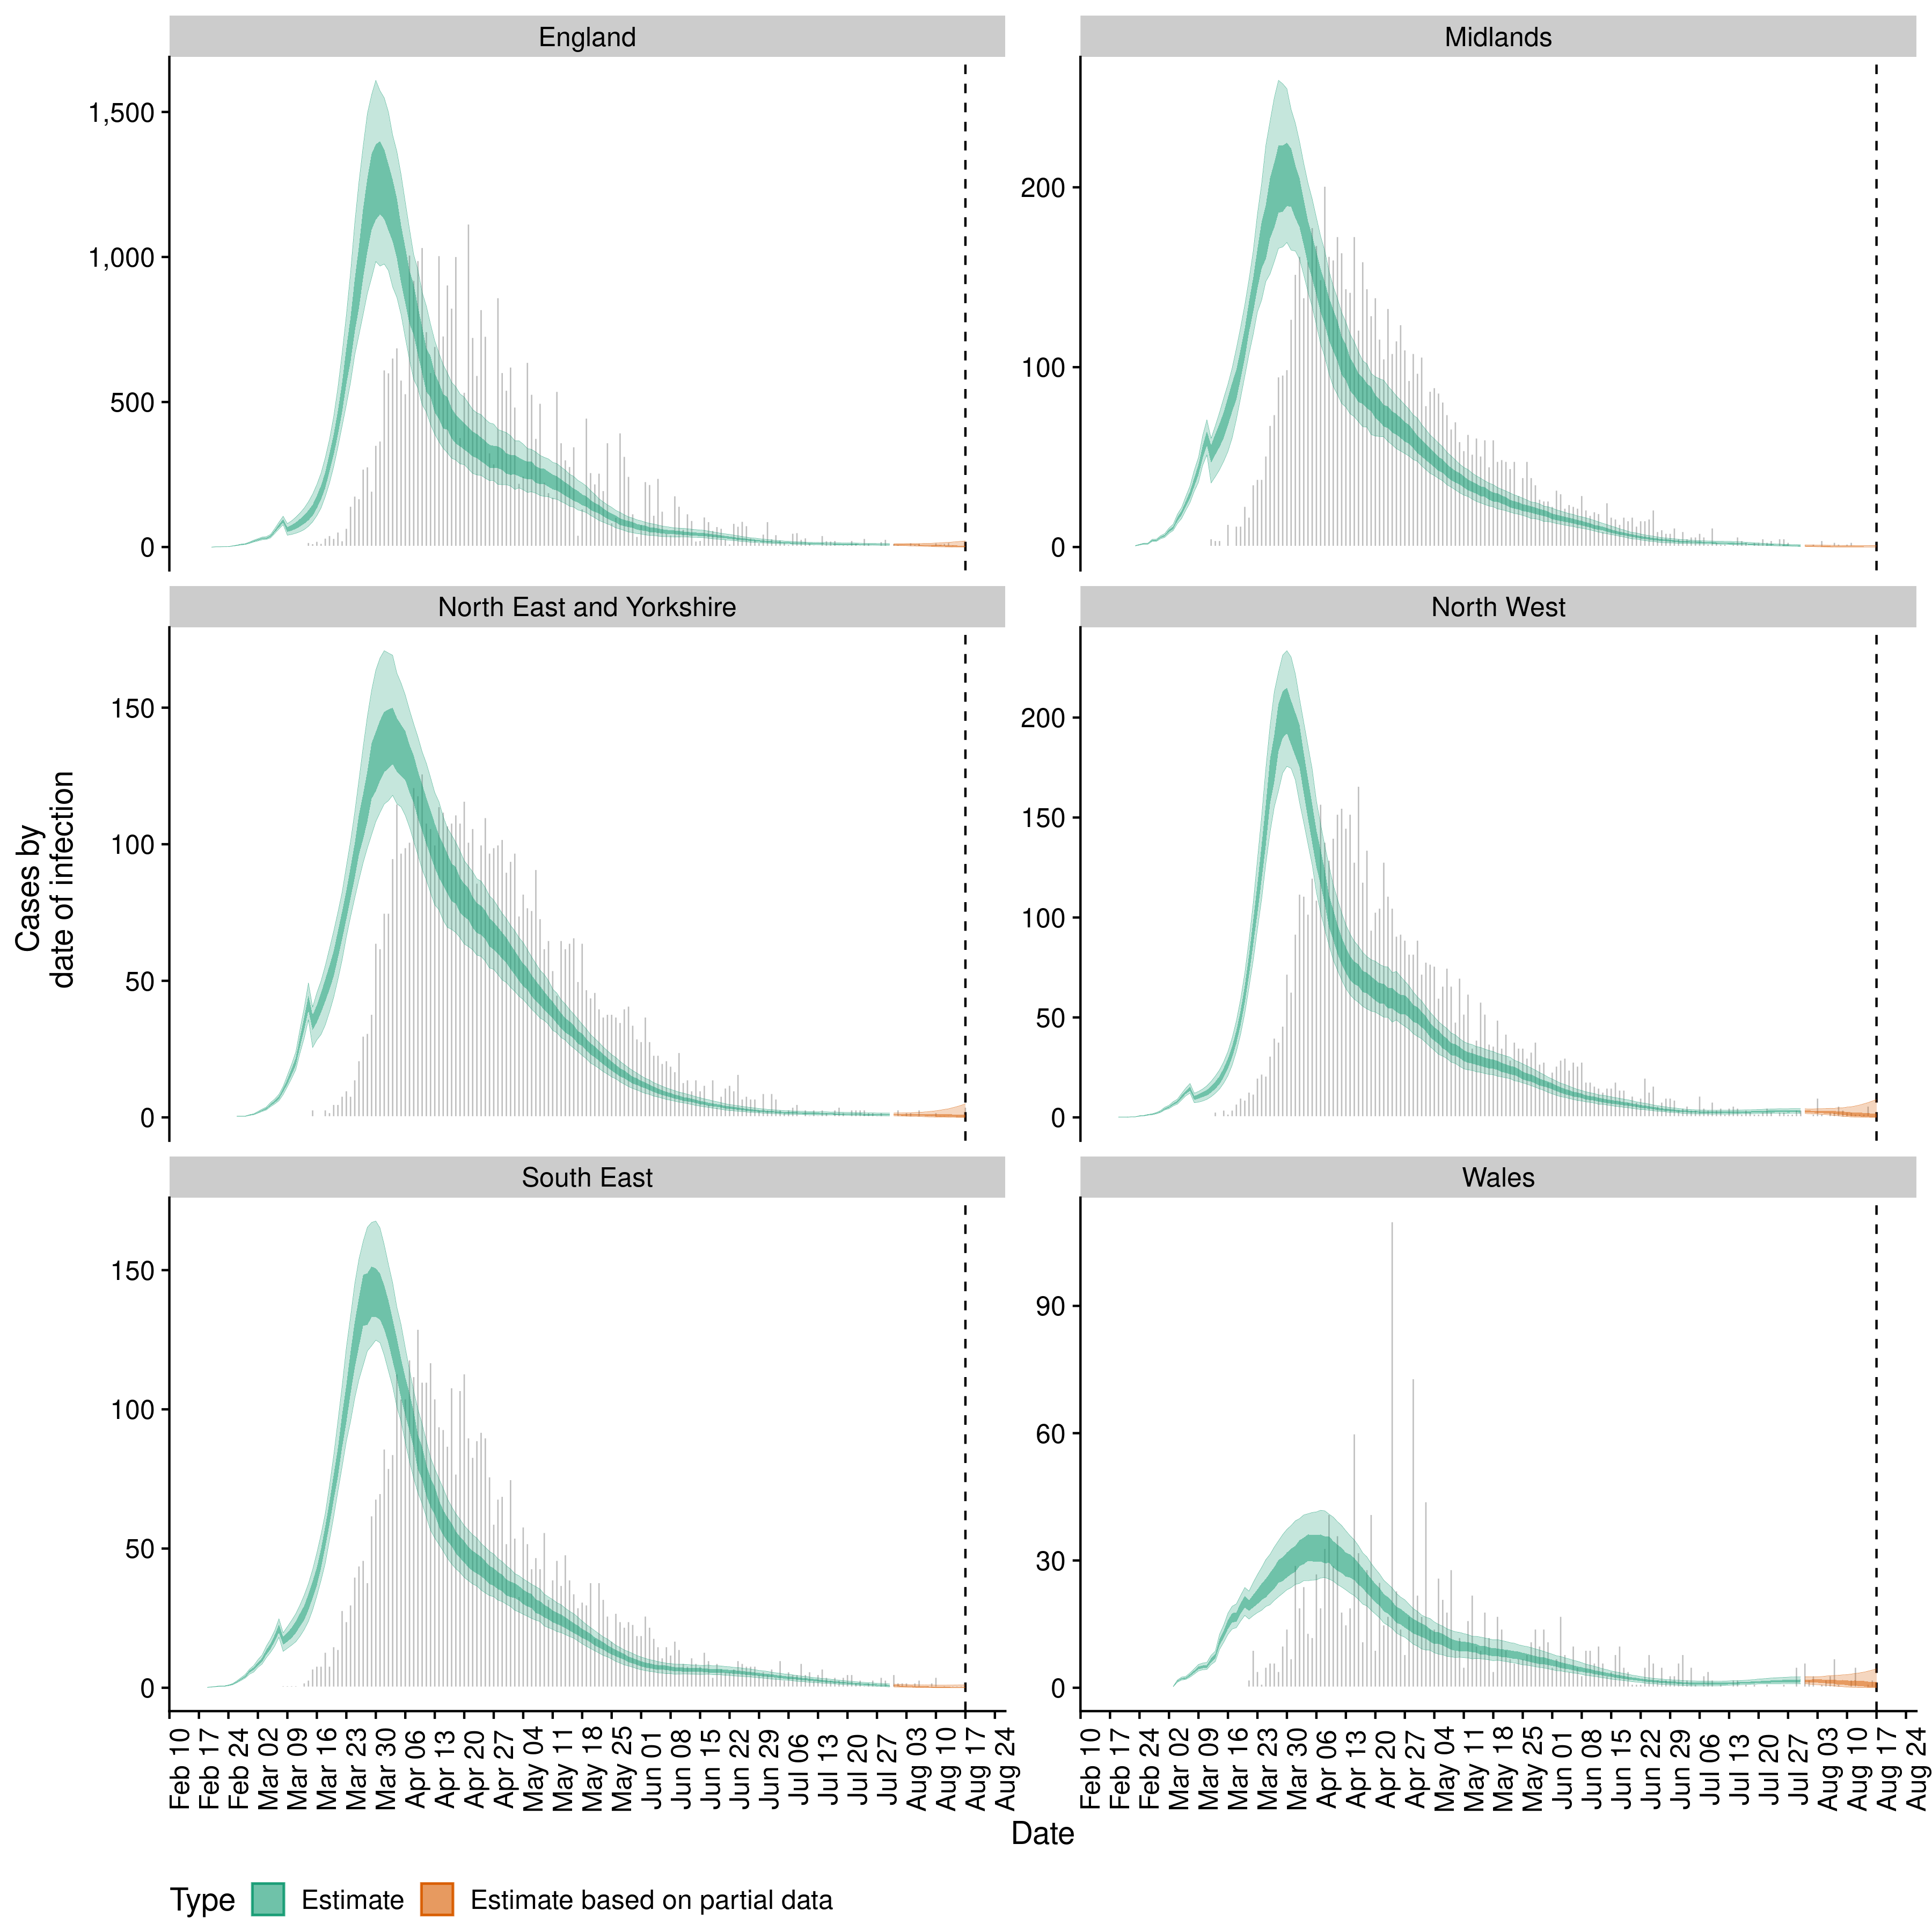 England
Midlands
1,500
1,000
500
0
200
100
0
North East and Yorkshire
North West
150
100
50
0
200
150
100
50
0
South East
Wales
150
100
50
0
90
60
30
0
Cases by
date of infection
Feb 10
Feb 17
Feb 24
Mar 02
Mar 09
Mar 16
Mar 23
Mar 30
Apr 06
Apr 13
Apr 20
Apr 27
May 04
May 11
May 18
May 25
Jun 01
Jun 08
Jun 15
Jun 22
Jun 29
Jul 06
Jul 13
Jul 20
Jul 27
Aug 03
Aug 10
Aug 17
Aug 24
Feb 10
Feb 17
Feb 24
Mar 02
Mar 09
Mar 16
Mar 23
Mar 30
Apr 06
Apr 13
Apr 20
Apr 27
May 04
May 11
May 18
May 25
Jun 01
Jun 08
Jun 15
Jun 22
Jun 29
Jul 06
Jul 13
Jul 20
Jul 27
Aug 03
Aug 10
Aug 17
Aug 24
Date
Type Estimate Estimate based on partial data